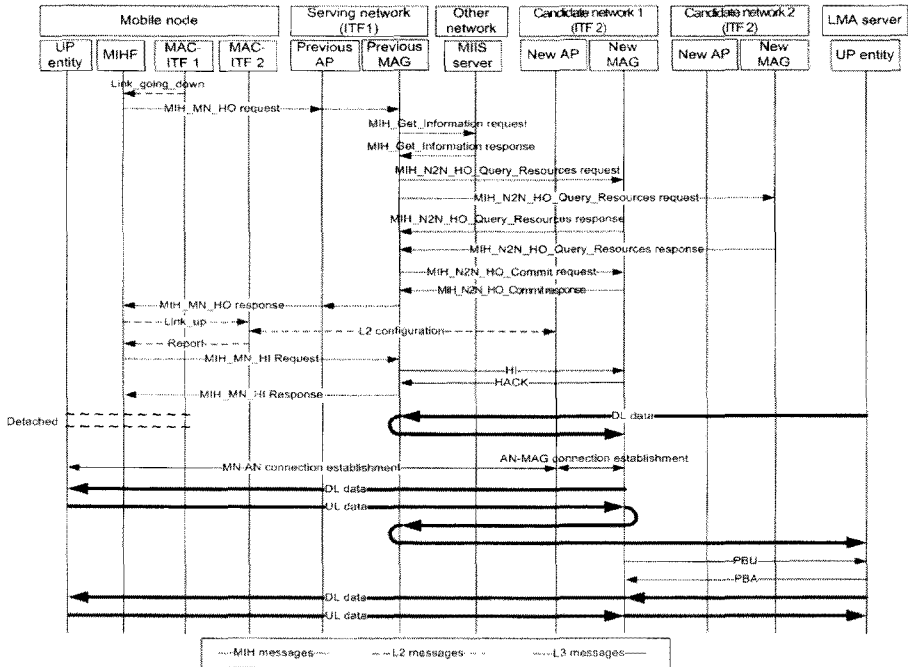 Mobile node
Serving network
(ITF1)
Other
network
Candidate network 1
(ITF 2)
Candidate network 2
(ITF 2)
LMA server
UP
entity
MIHF
MAC-
ITF 1
MAC-
ITF 2
Previous
AP
Previous
MAG
MIIS
server
New AP
New
MAG
New AP
New
MAG
UP entity
Link_going_down
MIH_MN_HO request
MIH_Get_Information request
MIH_Get_Information response
MIH_N2N_HO_Query_Resources request
MIH_N2N_HO_Query_Resources request
MIH_N2N_HO_Query_Resources response
MIH_N2N_HO_Query_Resources response
MIH_N2N_HO_Commit request
MIH_N2N_HO_Commit response
MIH_MN_HO response
Link_up
L2 configuration
Report
MIH_MN_HI Request
HI
HACK
MIH_MN_HI Response
DL data
Detached
AN-MAG connection establishment
MN-AN connection establishment
DL data
UL data
PBU
PBA
DL data
UL data
MIH messages
L2 messages
L3 messages